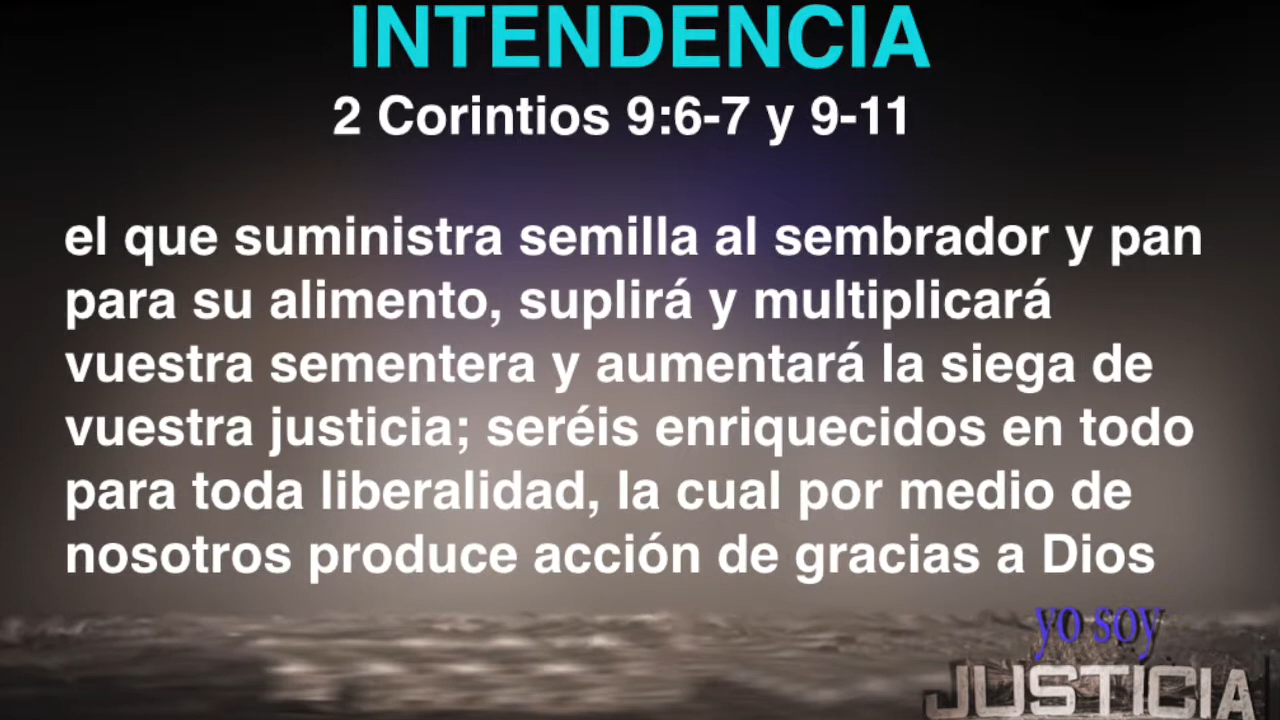 INTENDENCIA
2 Corintios 9:6-7 y 9-11
el que suministra semilla al sembrador y pan
para su alimento, suplirá y multiplicará
vuestra sementera y aumentará la siega de
vuestra justicia; seréis enriquecidos en todo
para toda liberalidad, la cual por medio de
nosotros produce acción de gracias a Dios
yo soy
JUSTICIA